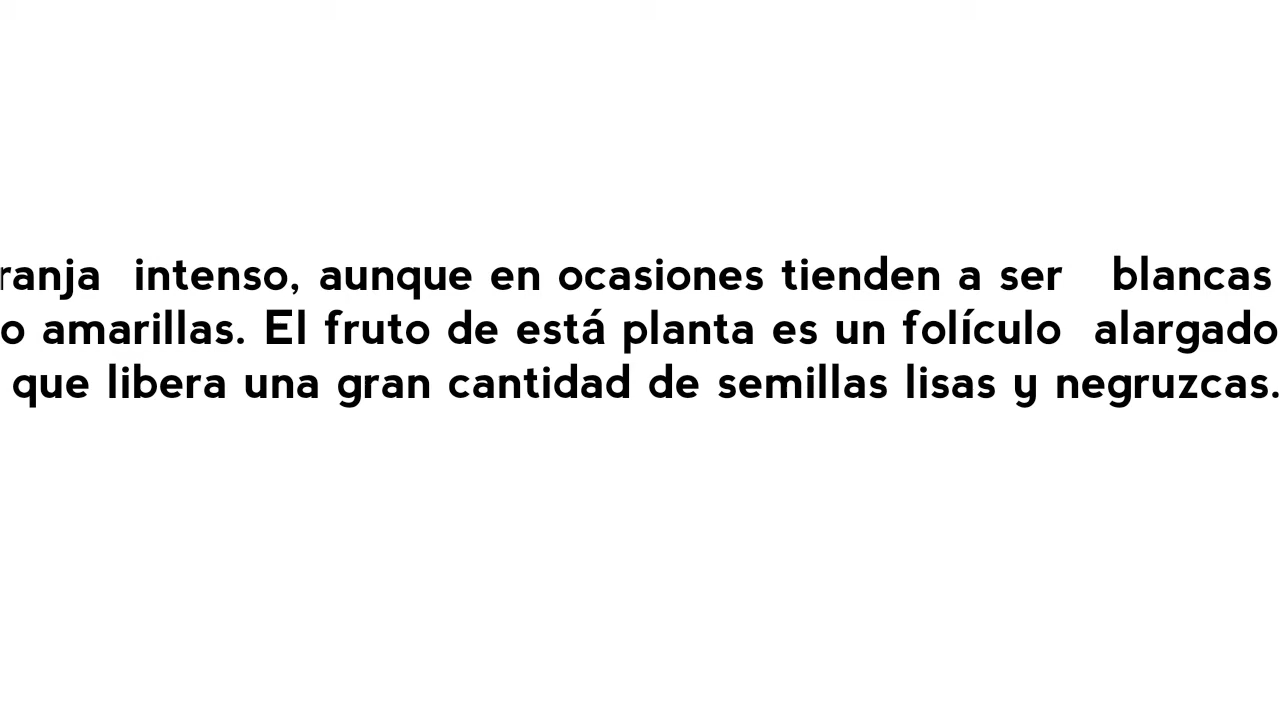 ranja intenso, aunque en ocasiones tienden a ser blancas
o amarillas. El fruto de está planta es un folículo alargado
que libera una gran cantidad de semillas lisas y negruzcas.